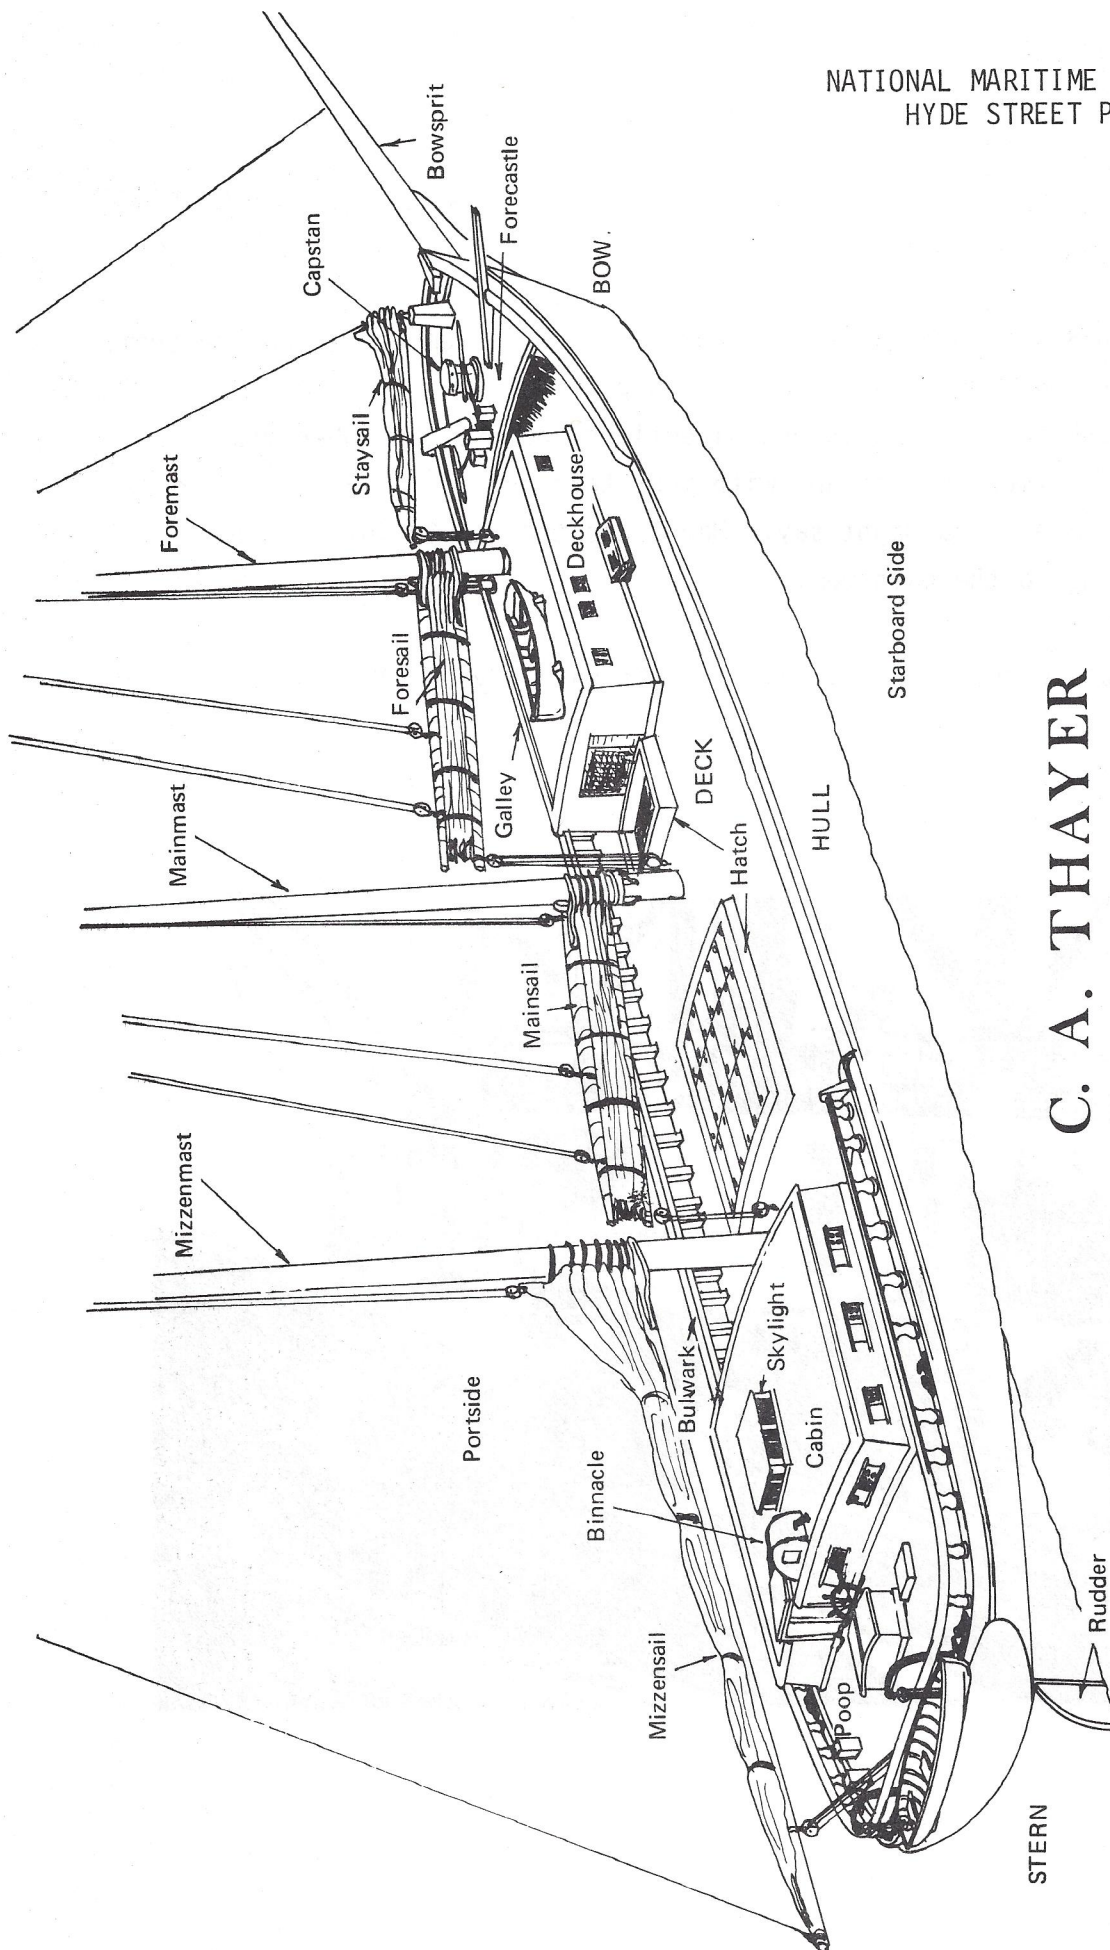 NATIONAL MARITIME
HYDE STREET
Bowsprit
Capstan
Forecastle
BOW.
Staysail
Foremast
Deckhouse
Foresail
Galley
Starboard Side
Mainmast
DECK
Hatch
HULL
Mainsail
Mizzenmast
Portside
Bulwark
Skylight
Cabin
Binnacle
Mizzensail
Poop
Rudder
STERN
C. A. THAYER